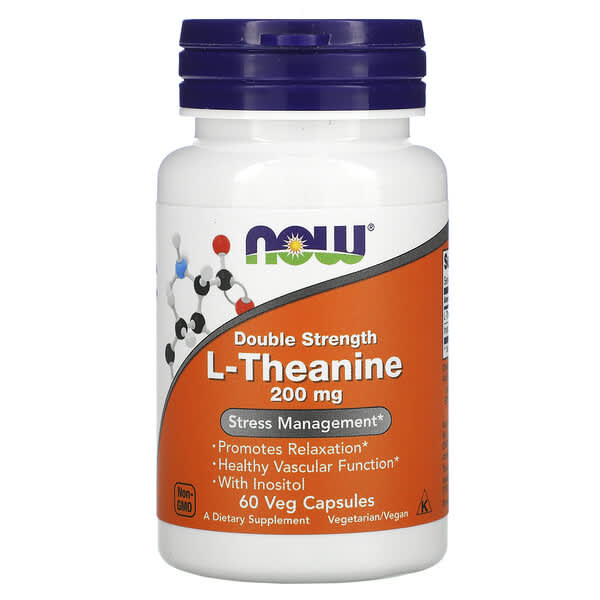 NOW®
Double Strength
L-Theanine
200 mg
Stress Management*
• Promotes Relaxation*
• Healthy Vascular Function*
• With Inositol
60 Veg Capsules
Non-
GMO
A Dietary Supplement Vegetarian/Vegan
K